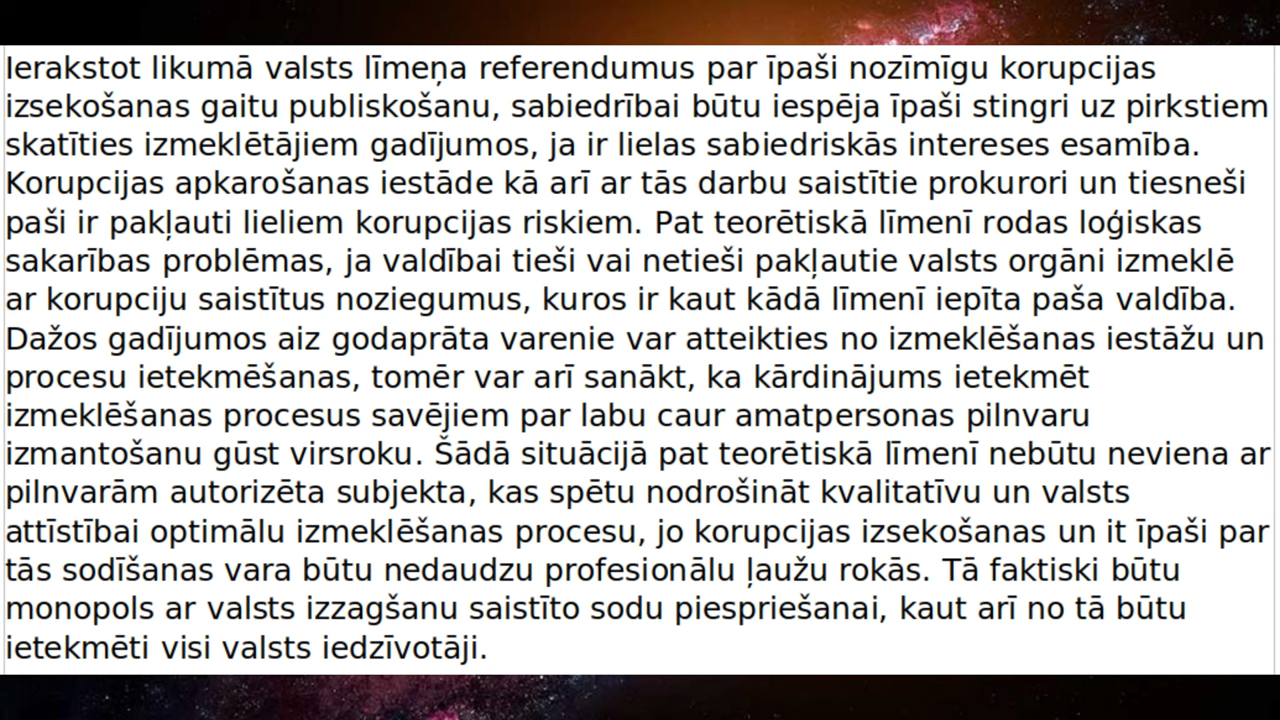 Ierakstot likumā valsts līmeņa referendumus par īpaši nozīmīgu korupcijas
izsekošanas gaitu publiskošanu, sabiedrībai būtu iespēja īpaši stingri uz pirkstiem
skatīties izmeklētājiem gadījumos, ja ir lielas sabiedriskās intereses esamība.
Korupcijas apkarošanas iestāde kā arī ar tās darbu saistītie prokurori un tiesneši
paši ir pakļauti lieliem korupcijas riskiem. Pat teorētiskā līmenī rodas loģiskas
sakarības problēmas, ja valdībai tieši vai netieši pakļautie valsts orgāni izmeklē
ar korupciju saistītus noziegumus, kuros ir kaut kādā līmenī iepīta paša valdība.
Dažos gadījumos aiz godaprāta varenie var atteikties no izmeklēšanas iestāžu un
procesu ietekmēšanas, tomēr var arī sanākt, ka kārdinājums ietekmēt
izmeklēšanas procesus savējiem par labu caur amatpersonas pilnvaru
izmantošanu gūst virsroku. Šādā situācijā pat teorētiskā līmenī nebūtu neviena ar
pilnvarām autorizēta subjekta, kas spētu nodrošināt kvalitatīvu un valsts
attīstībai optimālu izmeklēšanas procesu, jo korupcijas izsekošanas un it īpaši par
tās sodīšanas vara būtu nedaudzu profesionālu ļaužu rokās. Tā faktiski būtu
monopols ar valsts izzagšanu saistīto sodu piespriešanai, kaut arī no tā būtu
ietekmēti visi valsts iedzīvotāji.